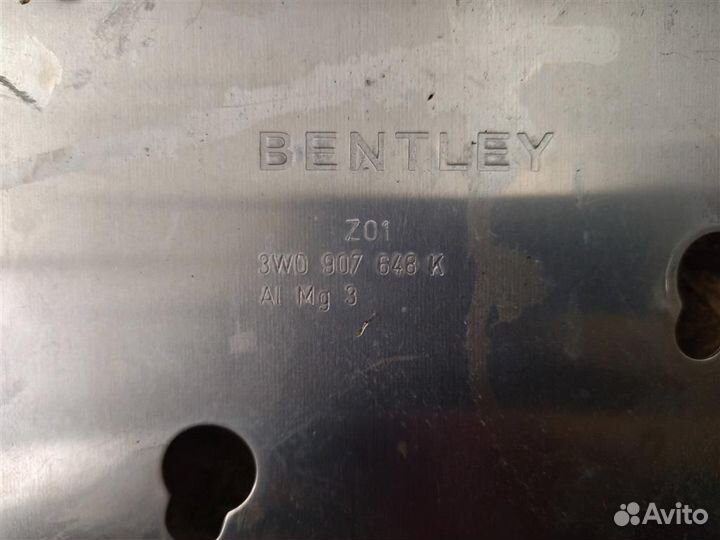 BENTLEY
Z01
3W0 907 648 K
Al Mg 3
Avito